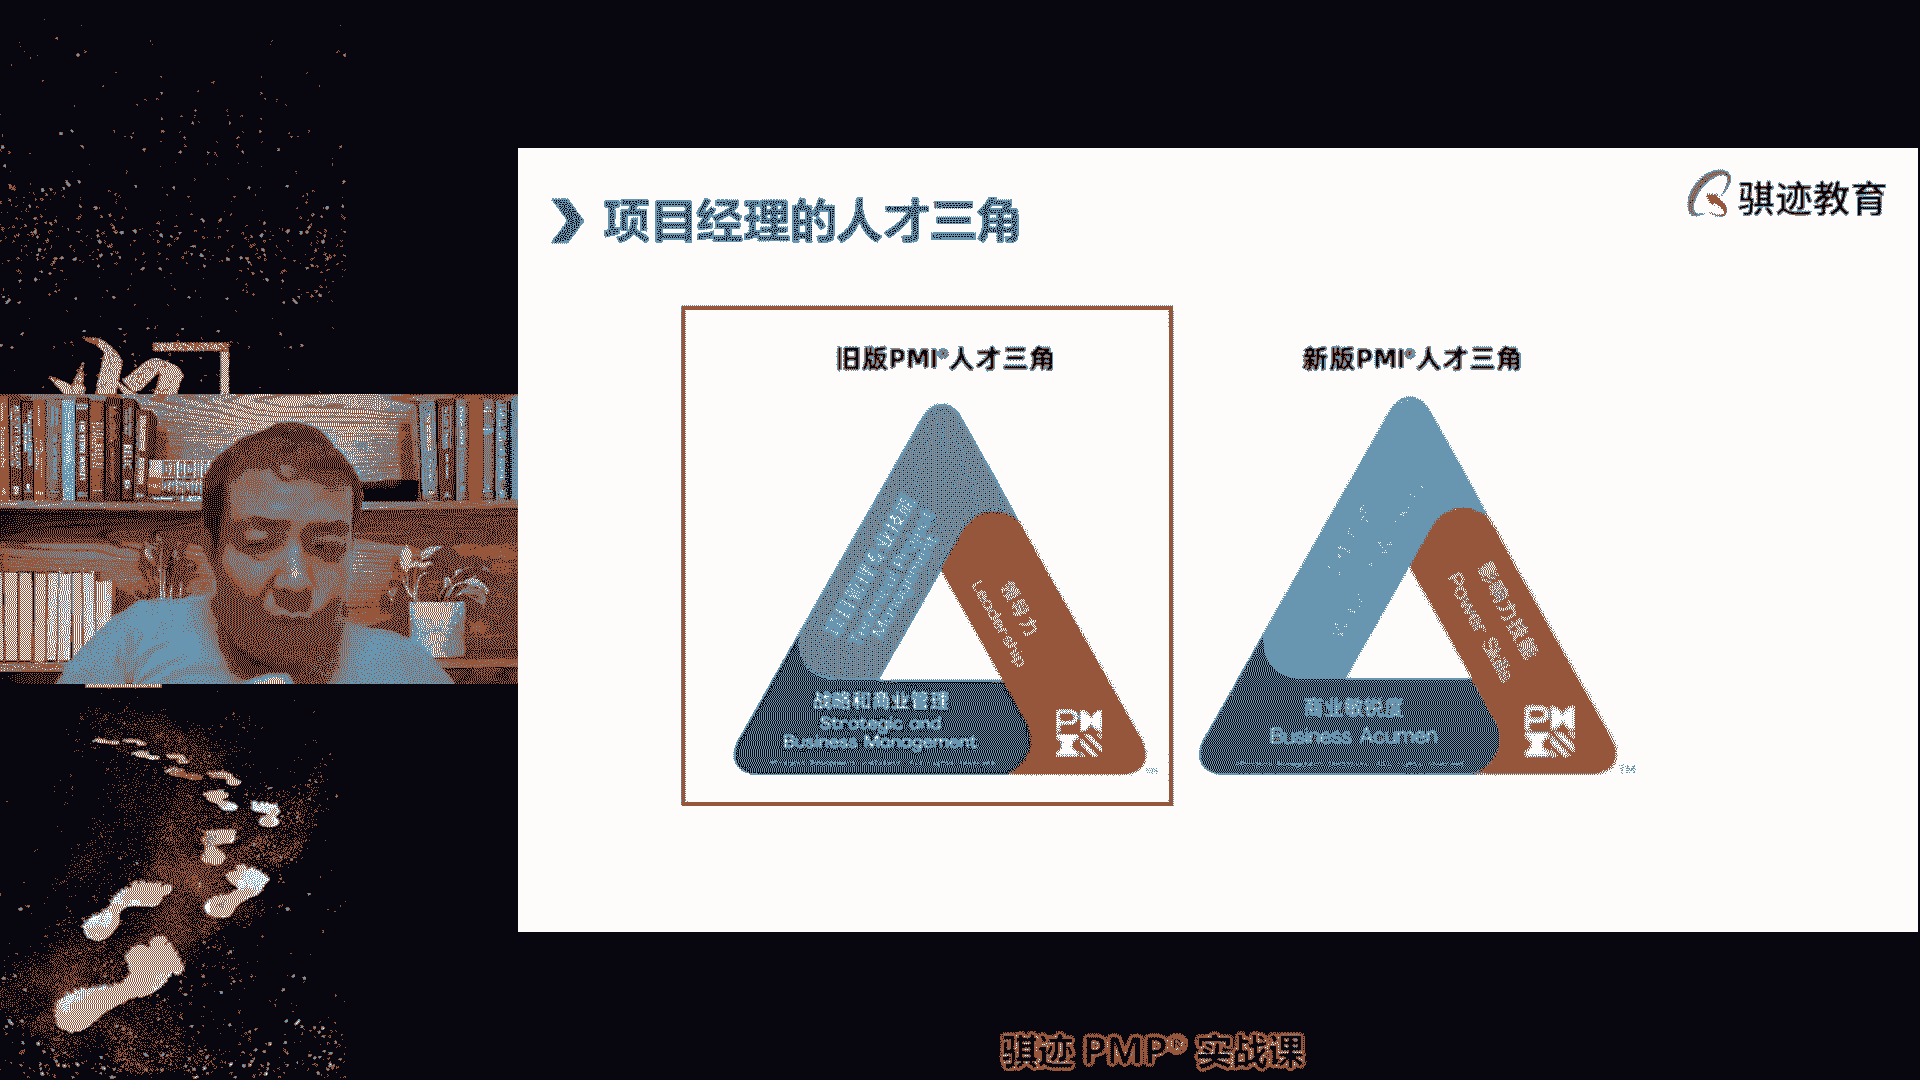 项目经理的人才三角
骐迹教育
旧版PMI®人才三角
领导力
Leadership
战略和商业管理
Strategic and
Business Management
PMI
新版PMI®人才三角
影响力技能
Power Skills
商业敏锐度
Business Acumen
PMI
TM
骐迹 PMP® 实战课